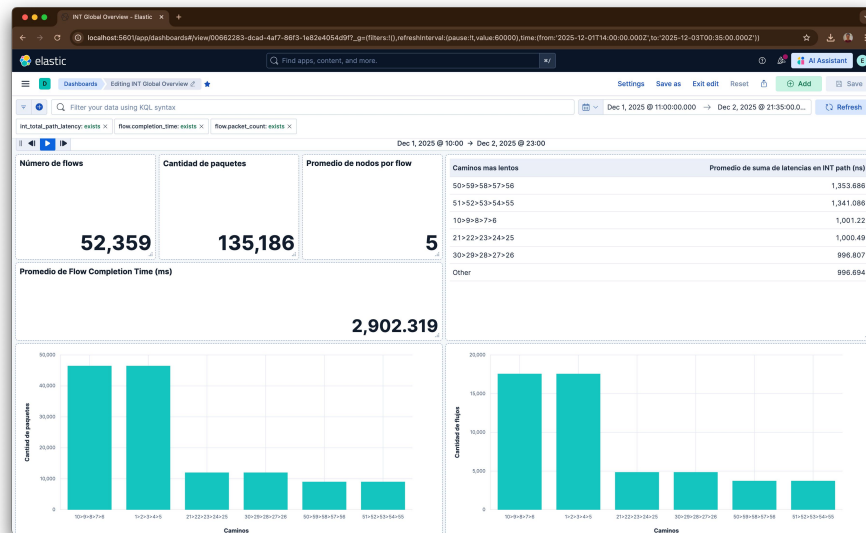 INT Global Overview - Elastic
localhost:5601/app/dashboards#/view/00662283-dcad-4af7-86f3-1e82e4054d9f?_g=(filters:!(),refreshInterval:(pause:!t,value:60000),time:(from:'2025-12-01T14:00:00.000Z',to:'2025-12-03T00:35:00.000Z'))
elastic
Find apps, content, and more.
AI Assistant
E
D
Dashboards
Editing INT Global Overview
Settings
Save as
Exit edit
Reset
Add
Save
Filter your data using KQL syntax
Dec 1, 2025 @ 11:00:00.000 → Dec 2, 2025 @ 21:35:00.0...
Refresh
int_total_path_latency: exists ×
flow.completion_time: exists ×
flow.packet_count: exists ×
Dec 1, 2025 @ 10:00 → Dec 2, 2025 @ 23:00
Número de flows
52,359
Cantidad de paquetes
135,186
Promedio de nodos por flow
5
Caminos mas lentos Promedio de suma de latencias en INT path (ns)
50>59>58>57>56 1,353.686
51>52>53>54>55 1,341.086
10>9>8>7>6 1,001.22
21>22>23>24>25 1,000.49
30>29>28>27>26 996.807
Other 996.694
Promedio de Flow Completion Time (ms)
2,902.319
Cantidad de paquetes
50,000
40,000
30,000
20,000
10,000
0
10>9>8>7>6 1>2>3>4>5 21>22>23>24>25 30>29>28>27>26 50>59>58>57>56 51>52>53>54>55
Caminos
Cantidad de flujos
20,000
15,000
10,000
5,000
0
10>9>8>7>6 1>2>3>4>5 21>22>23>24>25 30>29>28>27>26 50>59>58>57>56 51>52>53>54>55
Caminos